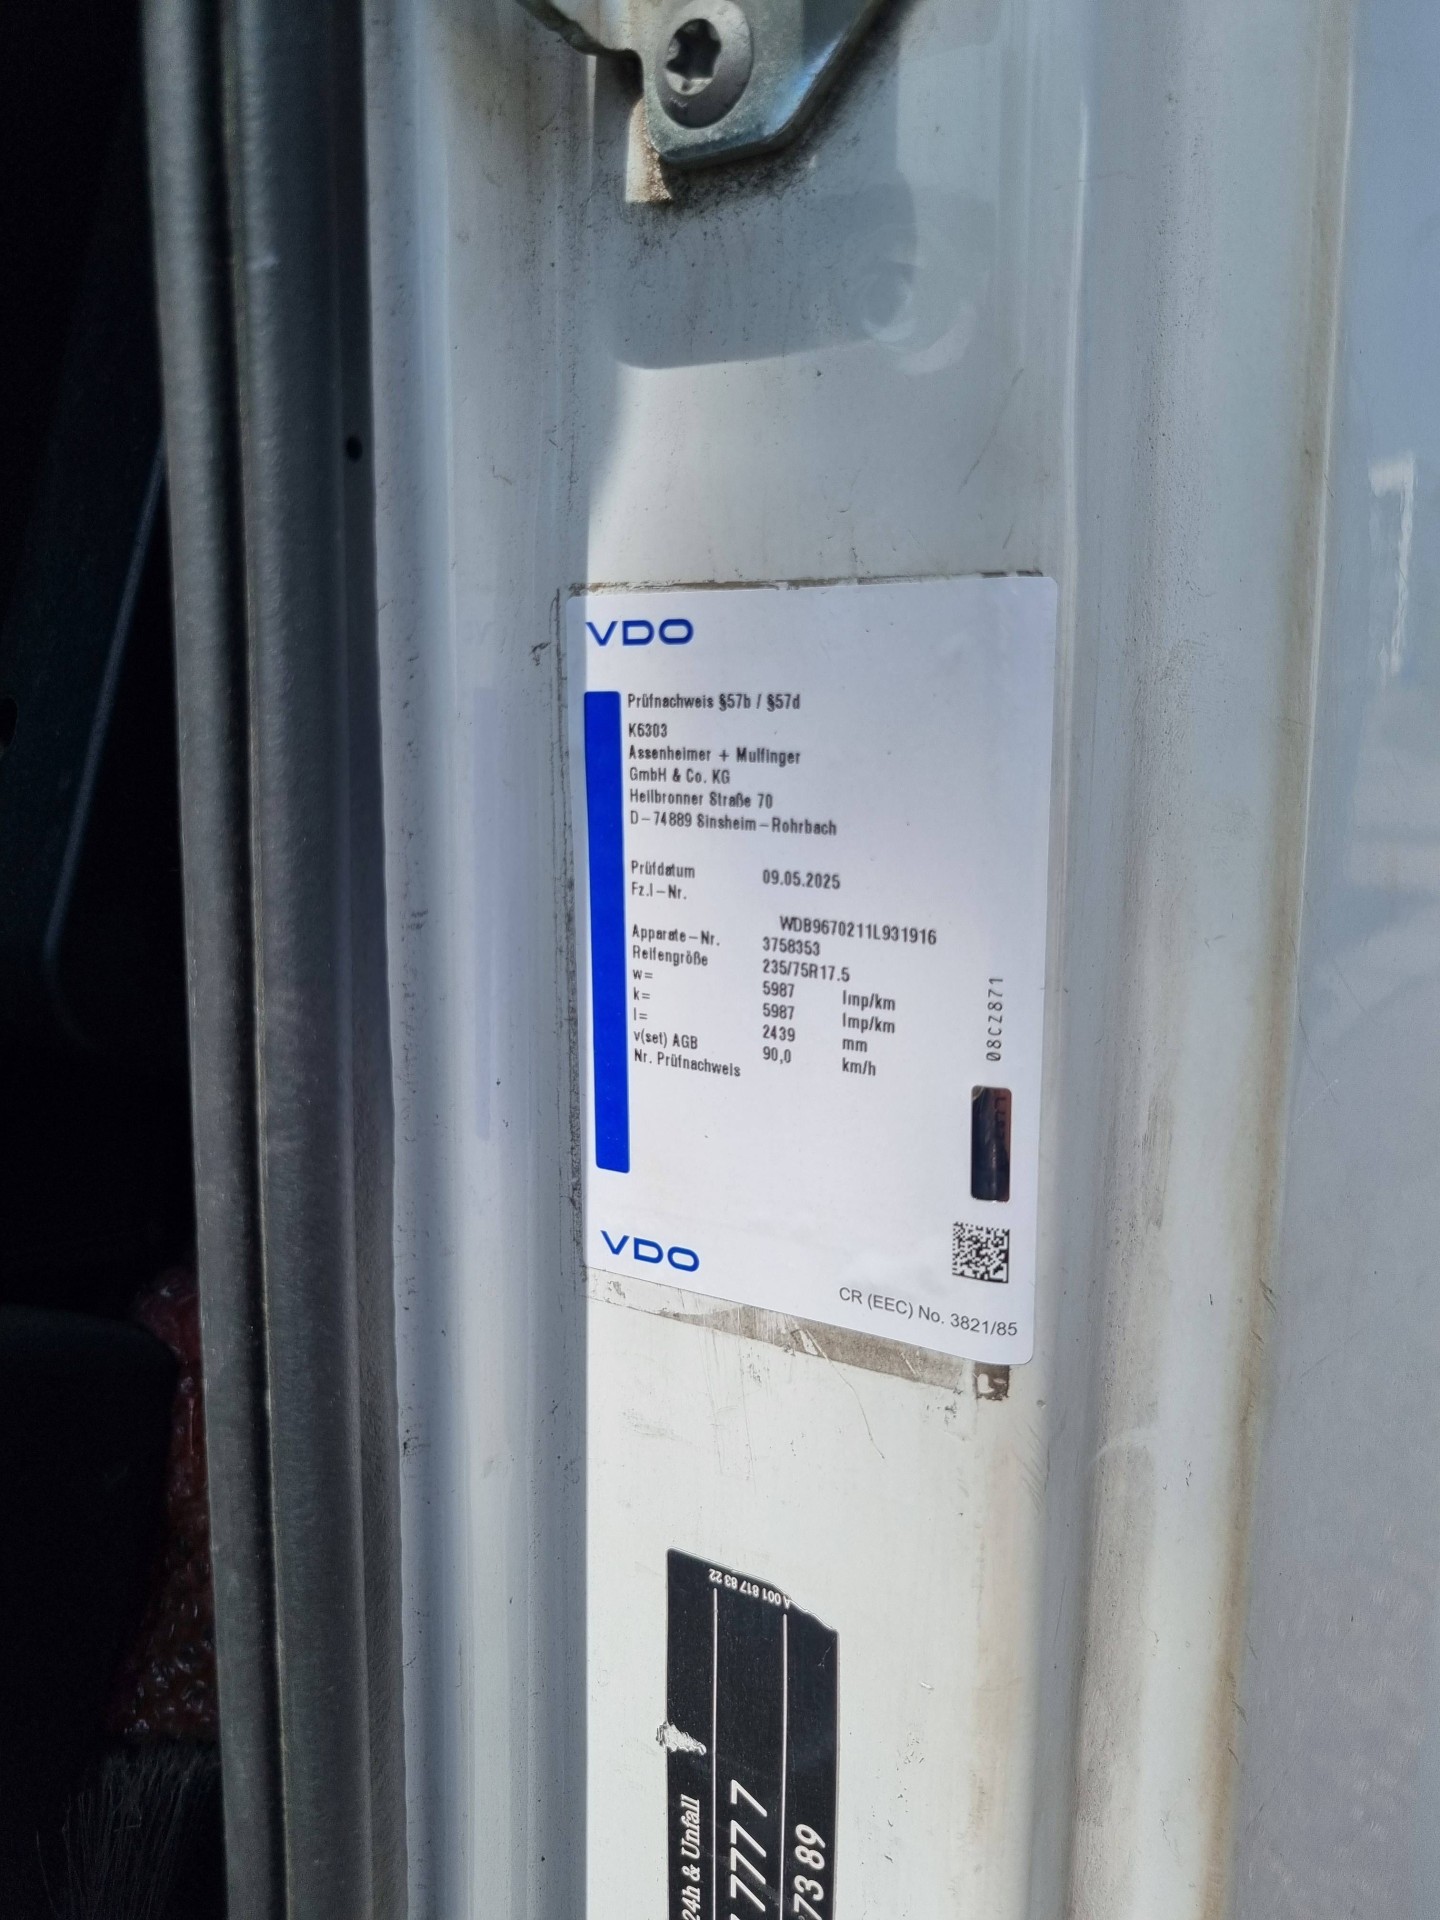 VDO
Prüfnachweis §57b / §57d
K6303
Assenheimer + Mulfinger
GmbH & Co. KG
Heilbronner Straße 70
D-74889 Sinsheim-Rohrbach
Prüfdatum 09.05.2025
Fz.I-Nr. WDB9670211L931916
Apparate-Nr. 3758353
Reifengröße 235/75R17.5
w= 5987 Imp/km
k= 5987 Imp/km
l= 2439 mm
v(set) AGB 90,0 km/h
Nr. Prüfnachweis
08CZ871
VDO
CR (EEC) No. 3821/85
A 001 817 83 22
24h & Unfall
7777 7
73 89